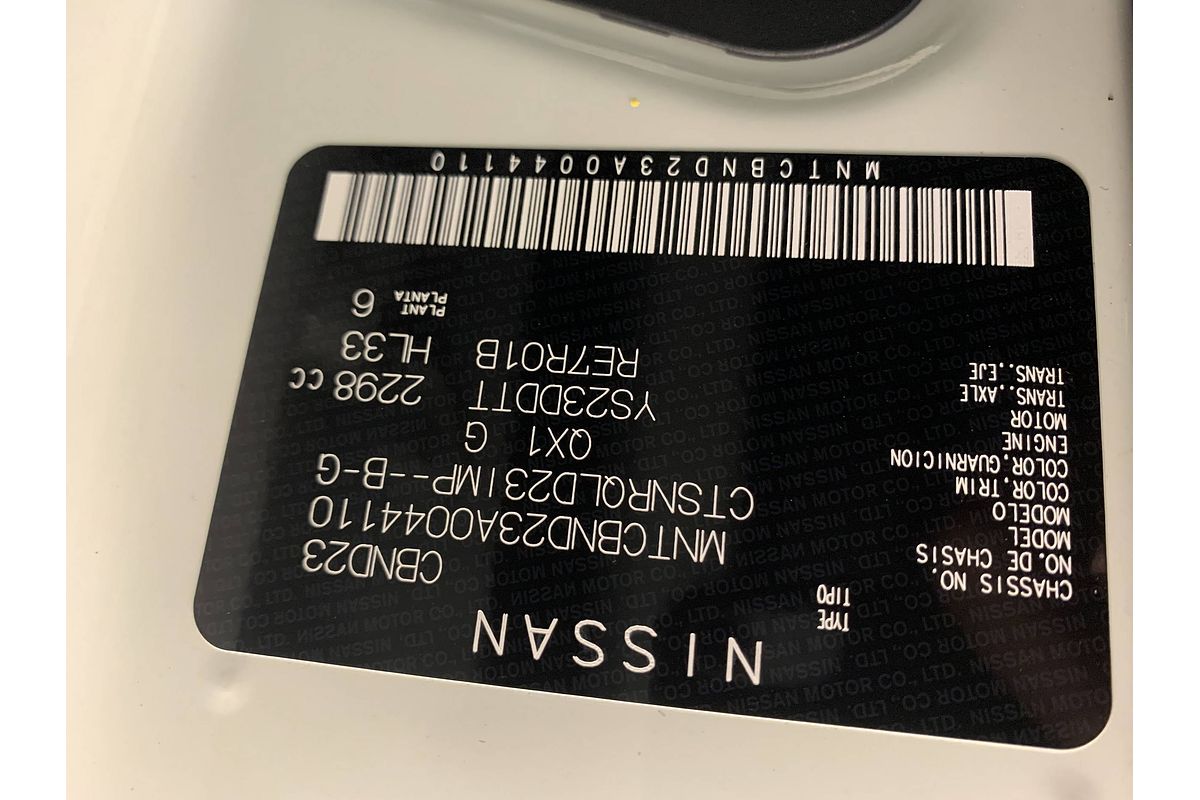 NISSAN
TYPE
TIPO
CBND23
CHASSIS NO.
NO. DE CHASÍS
MNTCBND23A0044110
MODEL
MODELO
CTSNRQLD23IMP--B-G
COLOR,TRIM
COLOR,GUARNICION
QX1 G
ENGINE
MOTOR
YS23DDTT 2298 cc
TRANS.,AXLE
TRANS.,EJE
RE7R01B HL33
PLANT
PLANTA
6
MNTCBND23A0044110